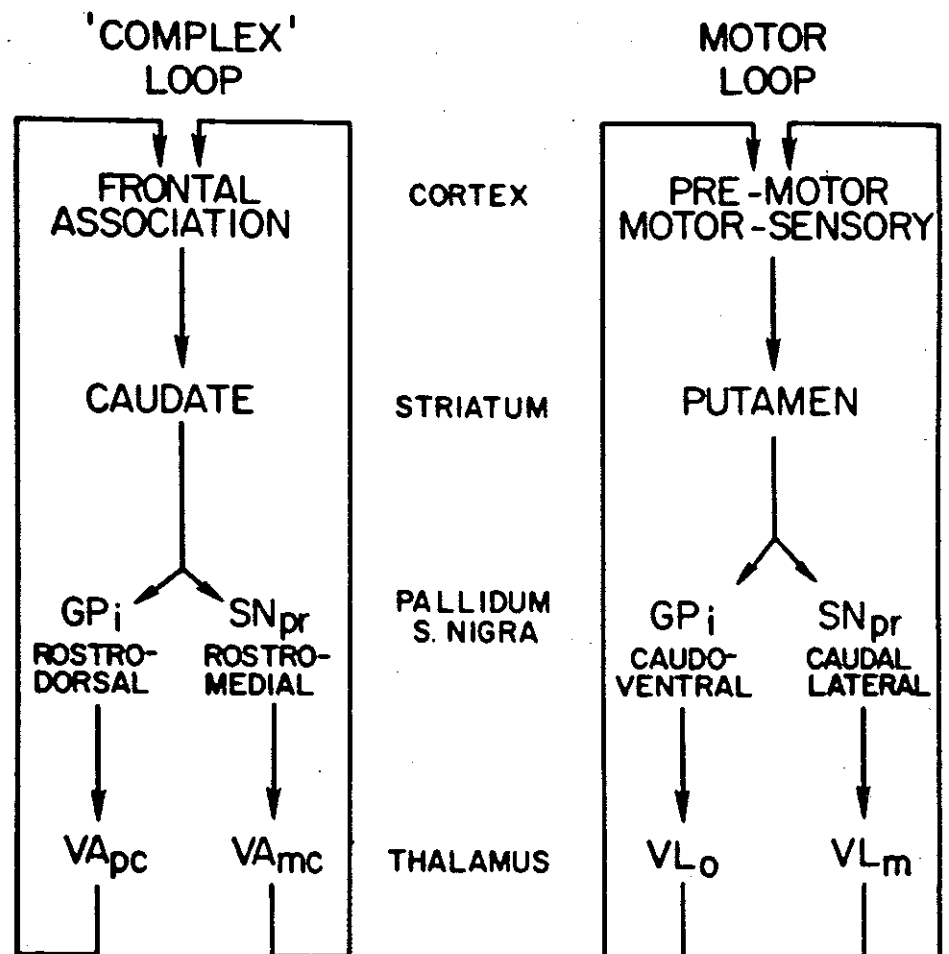 'COMPLEX'
LOOP
MOTOR
LOOP
FRONTAL
ASSOCIATION
CORTEX
PRE-MOTOR
MOTOR-SENSORY
CAUDATE
STRIATUM
PUTAMEN
GPi
ROSTRO-
DORSAL
SNpr
ROSTRO-
MEDIAL
PALLIDUM
S. NIGRA
GPi
CAUDO-
VENTRAL
SNpr
CAUDAL
LATERAL
VApc
VAmc
THALAMUS
VLo
VLm